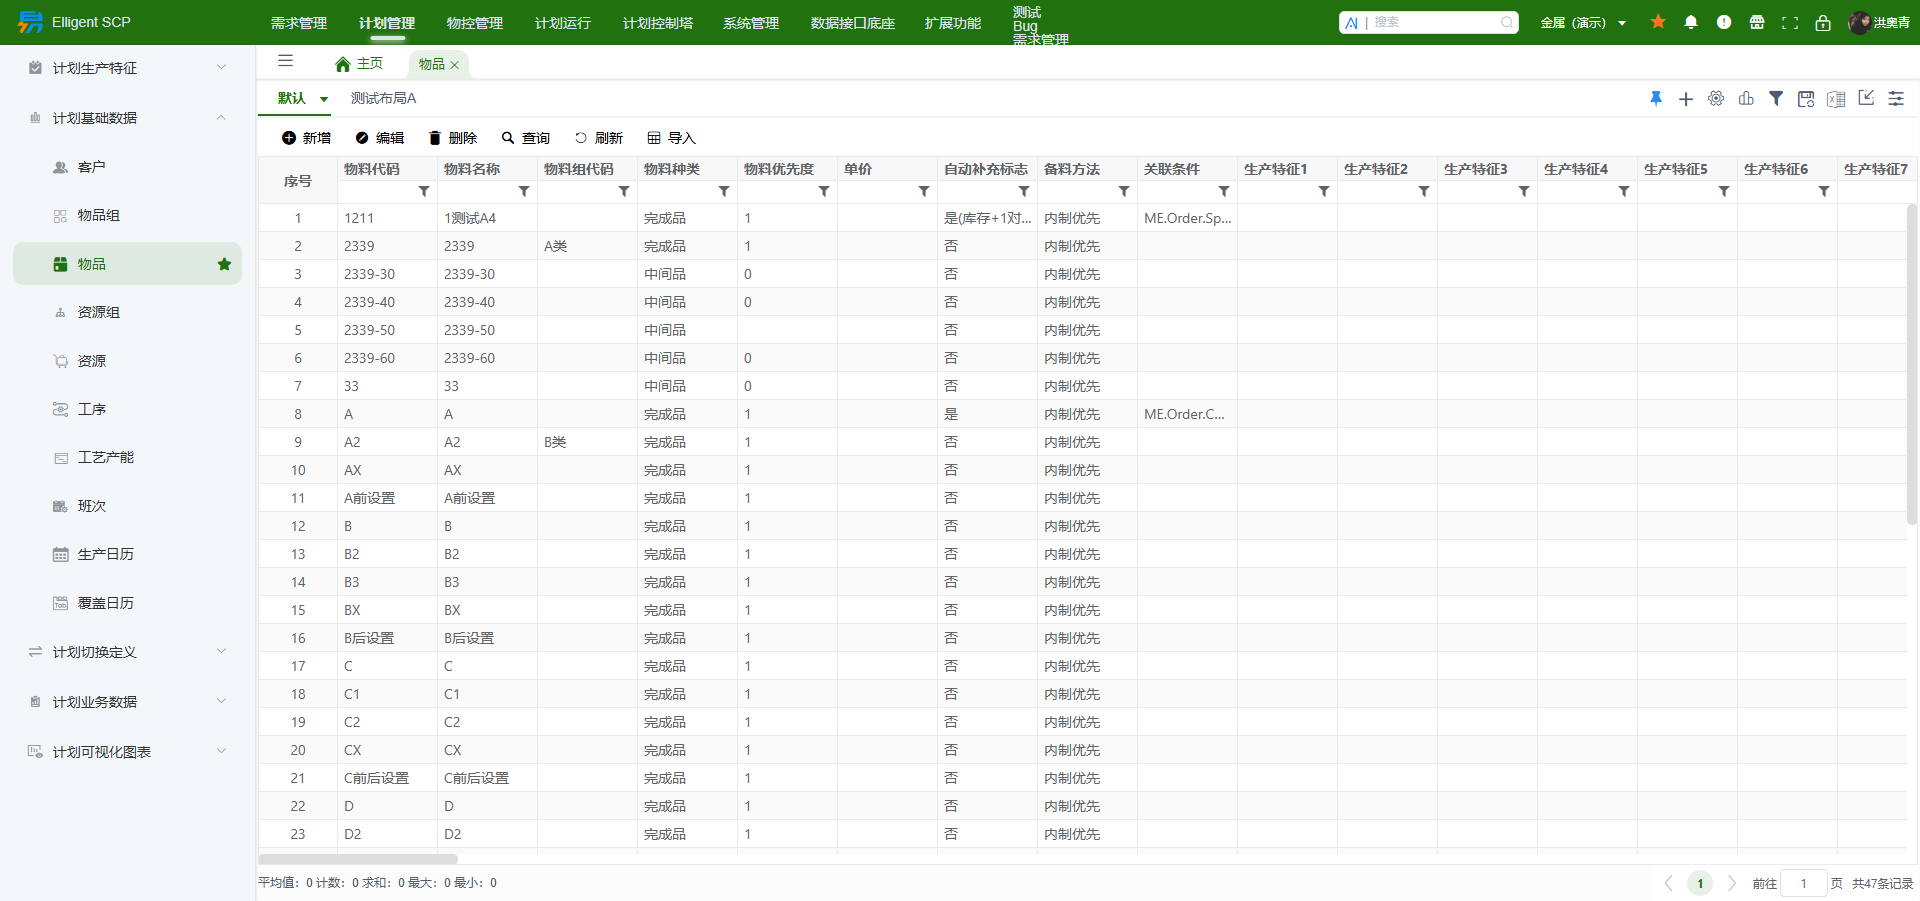 Elligent SCP 需求管理 计划管理 物控管理 计划运行 计划控制塔 系统管理 数据接口底座 扩展功能 测试 Bug 需求管理 AI | 搜索 金属（演示） 洪奥青
主页 物品
默认 测试布局A
新增 编辑 删除 查询 刷新 导入
计划生产特征
计划基础数据
客户
物品组
物品
资源组
资源
工序
工艺产能
班次
生产日历
覆盖日历
计划切换定义
计划业务数据
计划可视化图表
序号 物料代码 物料名称 物料组代码 物料种类 物料优先度 单价 自动补充标志 备料方法 关联条件 生产特征1 生产特征2 生产特征3 生产特征4 生产特征5 生产特征6 生产特征7
1 1211 1测试A4 完成品 1 是(库存+1对... 内制优先 ME.Order.Sp...
2 2339 2339 A类 完成品 1 否 内制优先
3 2339-30 2339-30 中间品 0 否 内制优先
4 2339-40 2339-40 中间品 0 否 内制优先
5 2339-50 2339-50 中间品 否 内制优先
6 2339-60 2339-60 中间品 0 否 内制优先
7 33 33 中间品 0 否 内制优先
8 A A 完成品 1 是 内制优先 ME.Order.C...
9 A2 A2 B类 完成品 1 否 内制优先
10 AX AX 完成品 1 否 内制优先
11 A前设置 A前设置 完成品 1 否 内制优先
12 B B 完成品 1 否 内制优先
13 B2 B2 完成品 1 否 内制优先
14 B3 B3 完成品 1 否 内制优先
15 BX BX 完成品 1 否 内制优先
16 B后设置 B后设置 完成品 1 否 内制优先
17 C C 完成品 1 否 内制优先
18 C1 C1 完成品 1 否 内制优先
19 C2 C2 完成品 1 否 内制优先
20 CX CX 完成品 1 否 内制优先
21 C前后设置 C前后设置 完成品 1 否 内制优先
22 D D 完成品 1 否 内制优先
23 D2 D2 完成品 1 否 内制优先
平均值：0 计数：0 求和：0 最大：0 最小：0
1 前往 1 页 共47条记录